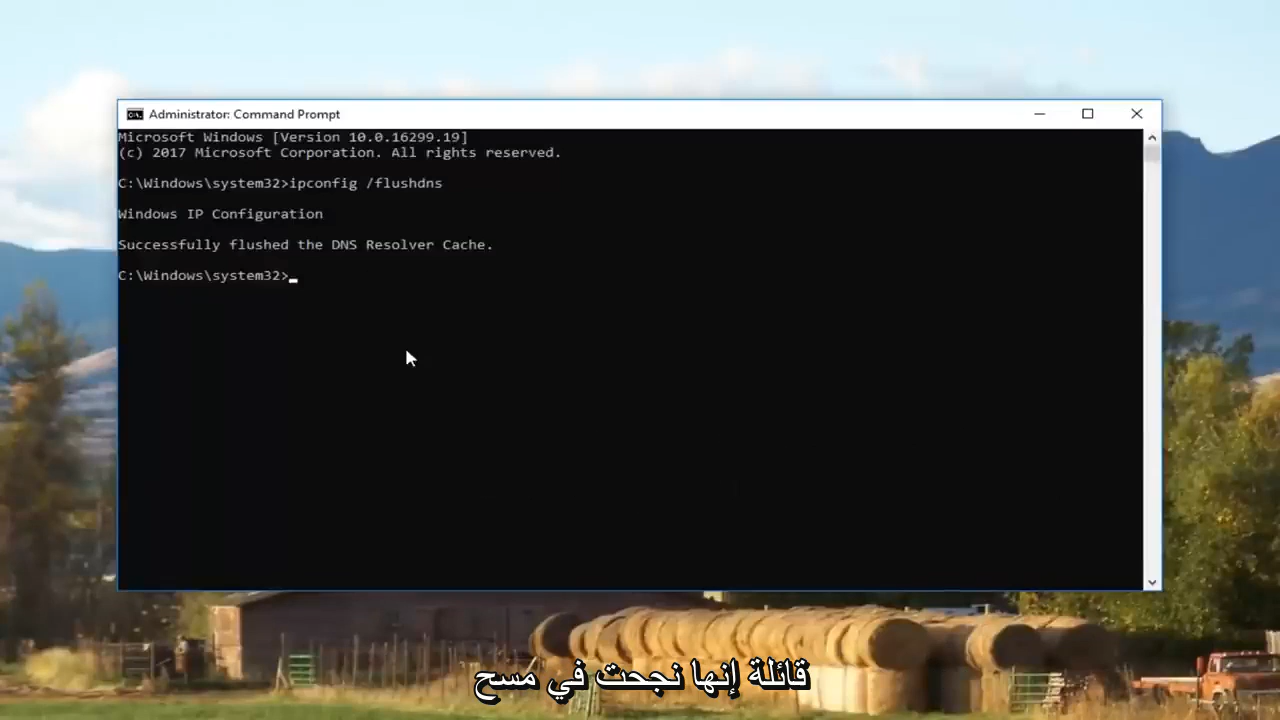 Administrator: Command Prompt
Microsoft Windows [Version 10.0.16299.19]
(c) 2017 Microsoft Corporation. All rights reserved.
C:\Windows\system32>ipconfig /flushdns
Windows IP Configuration
Successfully flushed the DNS Resolver Cache.
C:\Windows\system32>
قائلة إنها نجحت في مسح